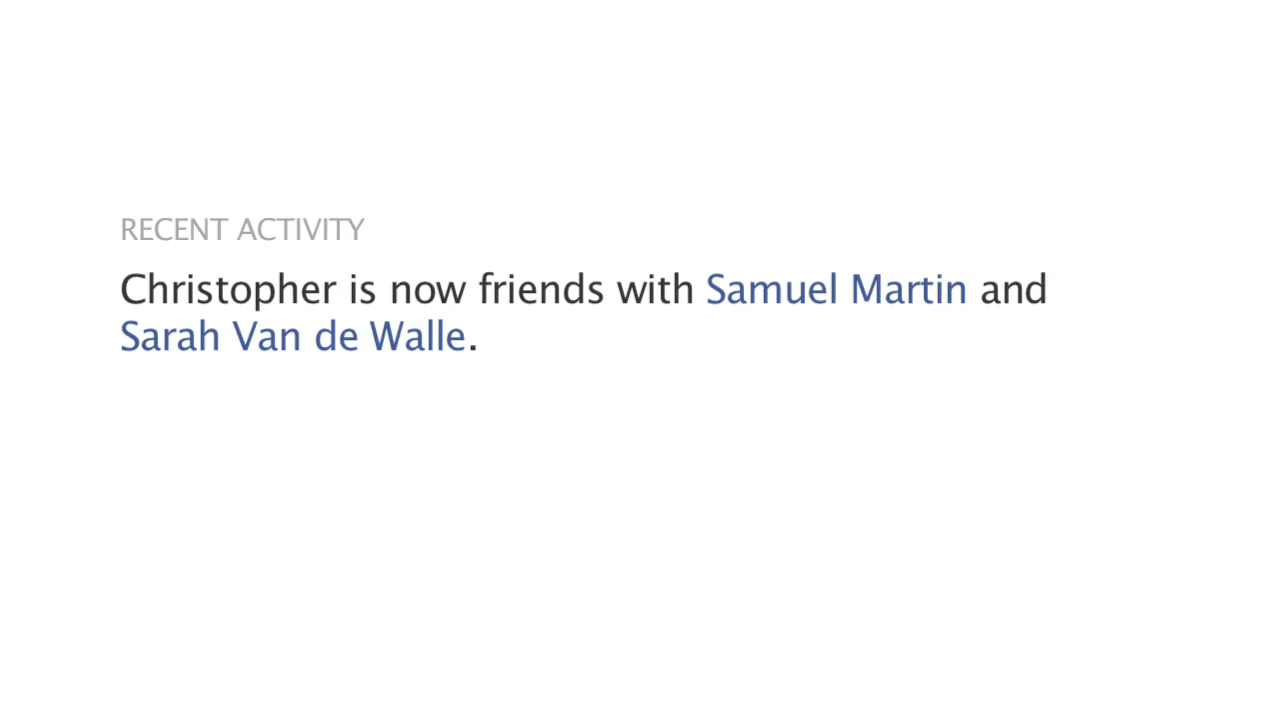 RECENT ACTIVITY
Christopher is now friends with Samuel Martin and
Sarah Van de Walle.